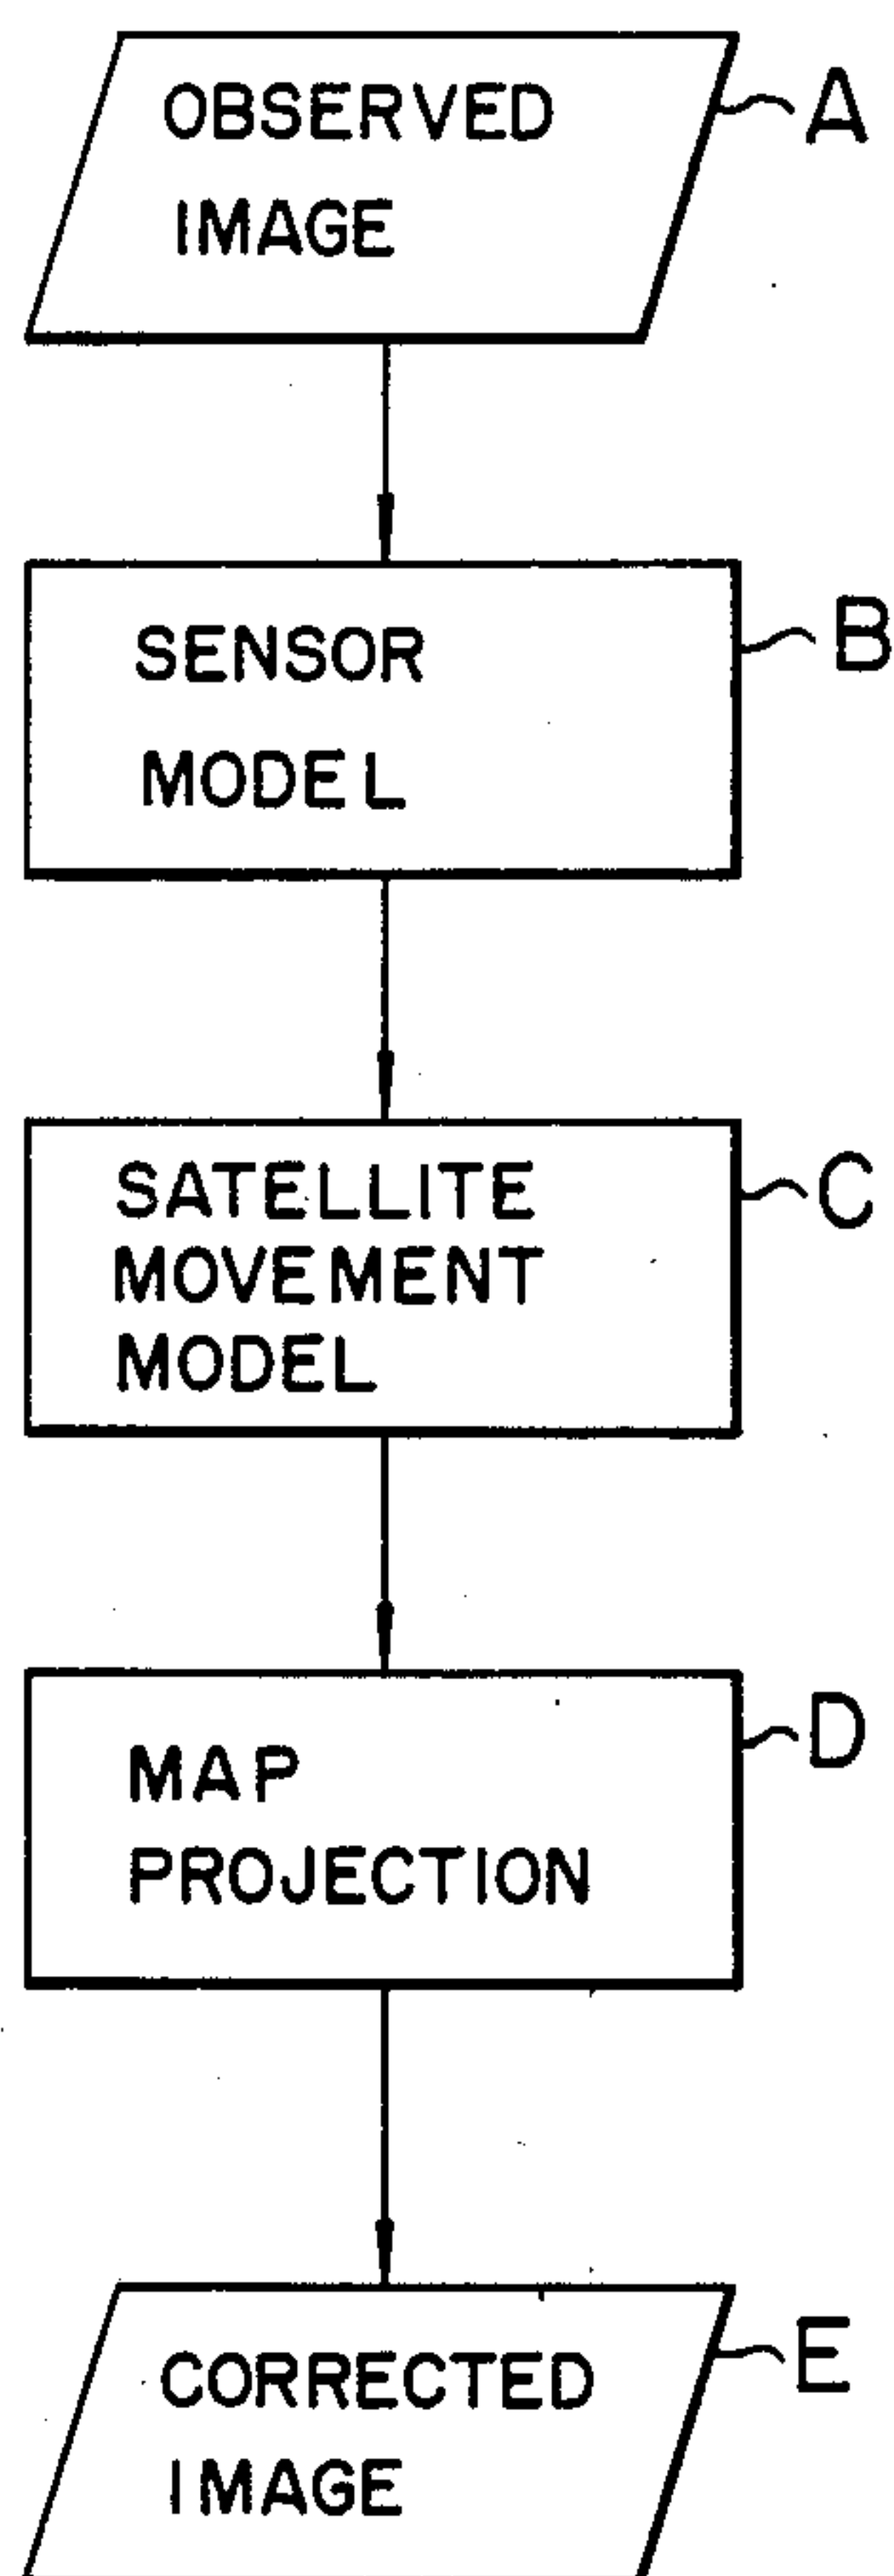 OBSERVED
IMAGE
A
SENSOR
MODEL
B
SATELLITE
MOVEMENT
MODEL
C
MAP
PROJECTION
D
CORRECTED
IMAGE
E